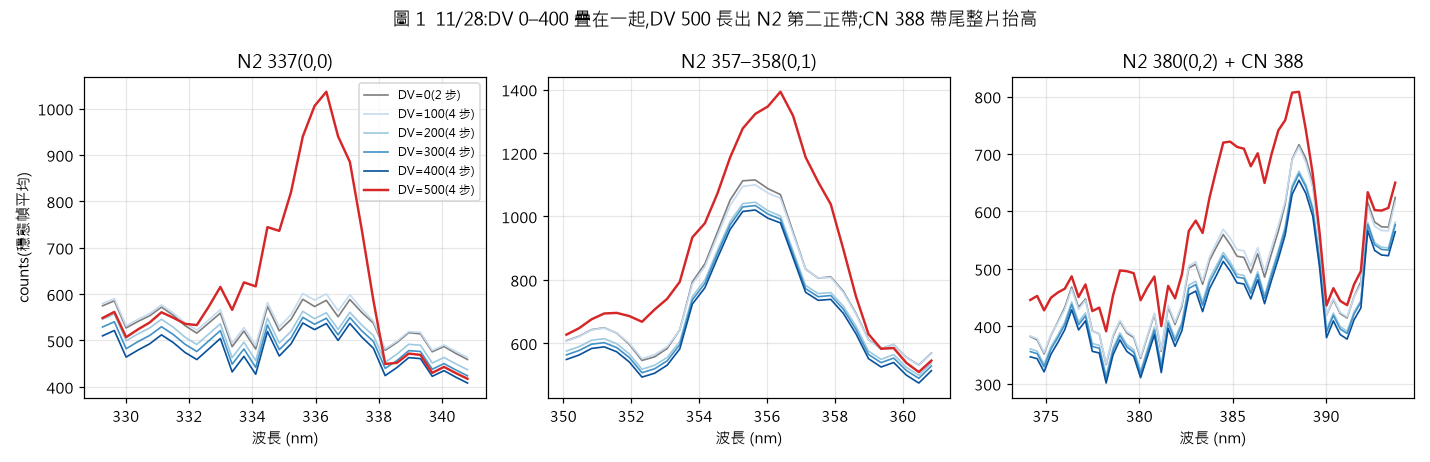 圖 1  11/28:DV 0–400 疊在一起,DV 500 長出 N2 第二正帶;CN 388 帶尾整片抬高
N2 337(0,0)
counts(穩態幀平均)
1000
900
800
700
600
500
400
330 332 334 336 338 340
波長 (nm)
DV=0(2 步)
DV=100(4 步)
DV=200(4 步)
DV=300(4 步)
DV=400(4 步)
DV=500(4 步)
N2 357–358(0,1)
1400
1200
1000
800
600
350 352 354 356 358 360
波長 (nm)
N2 380(0,2) + CN 388
800
700
600
500
400
300
375 380 385 390
波長 (nm)